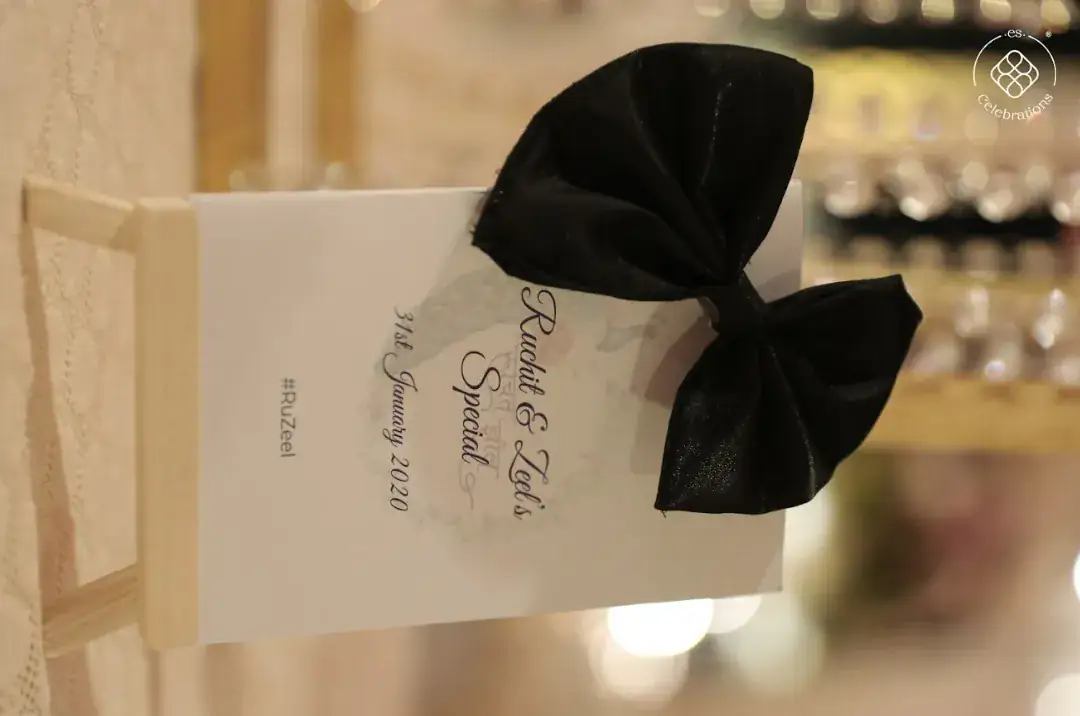 Ruchit & Zeel's
Special
31st January 2020
#RuZeel
es
Celebrations